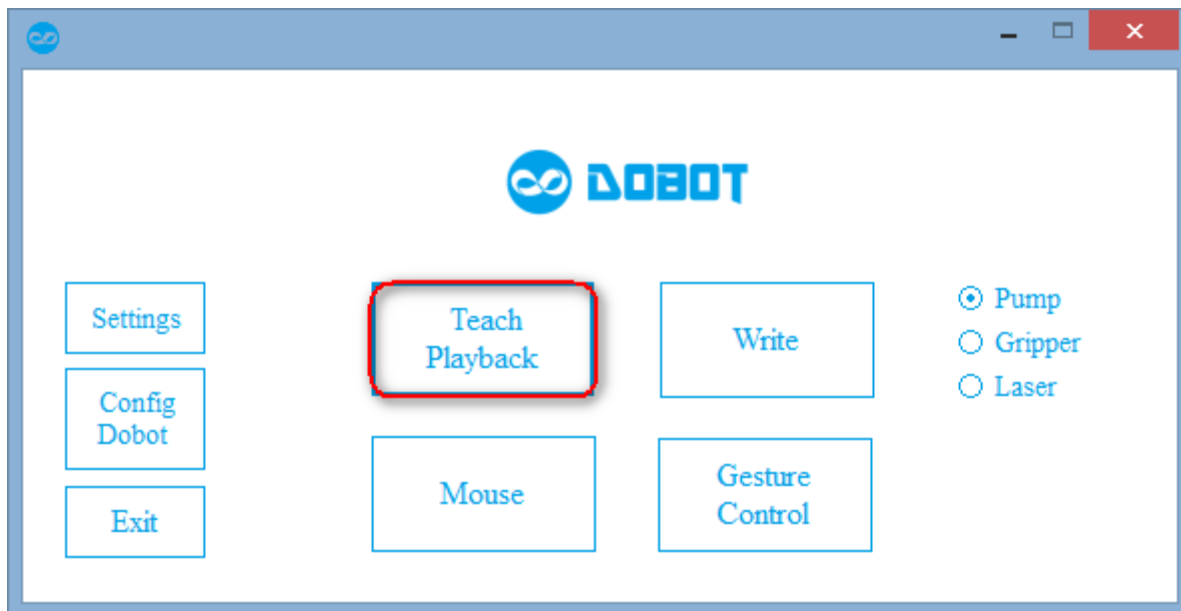 DOBOT
Settings
Config
Dobot
Exit
Teach
Playback
Write
Mouse
Gesture
Control
Pump
Gripper
Laser